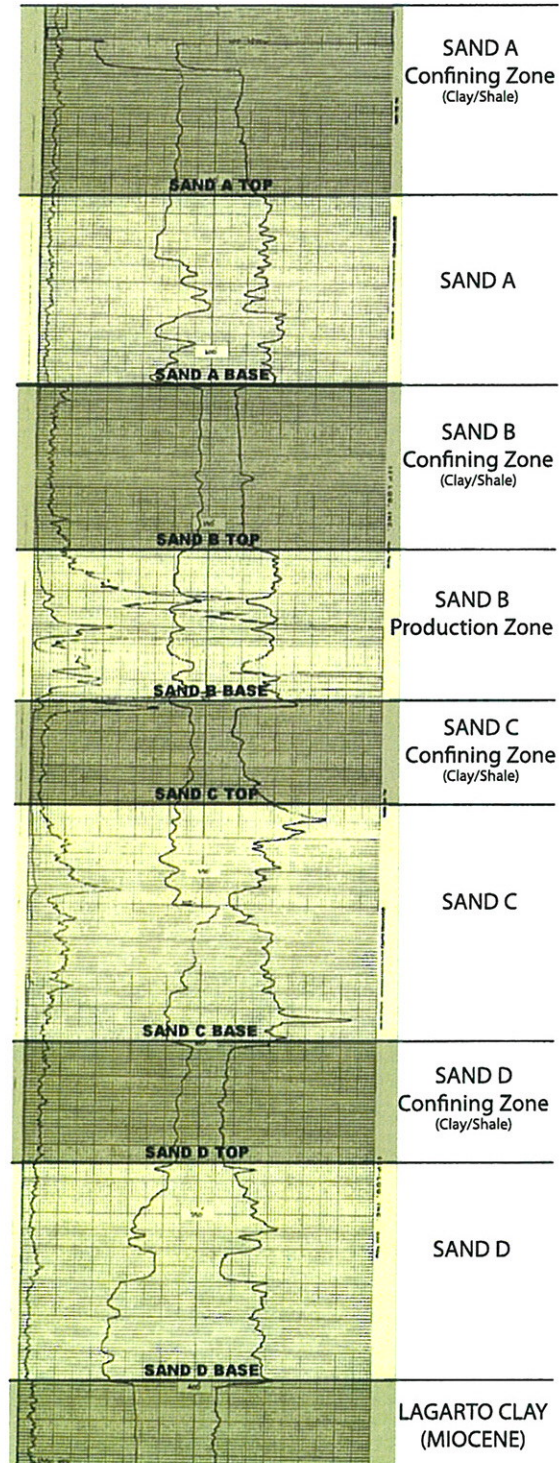 SAND A
Confining Zone
(Clay/Shale)
SAND A TOP
SAND A
SAND A BASE
SAND B
Confining Zone
(Clay/Shale)
SAND B TOP
SAND B
Production Zone
SAND B BASE
SAND C
Confining Zone
(Clay/Shale)
SAND C TOP
SAND C
SAND C BASE
SAND D
Confining Zone
(Clay/Shale)
SAND D TOP
SAND D
SAND D BASE
LAGARTO CLAY
(MIOCENE)